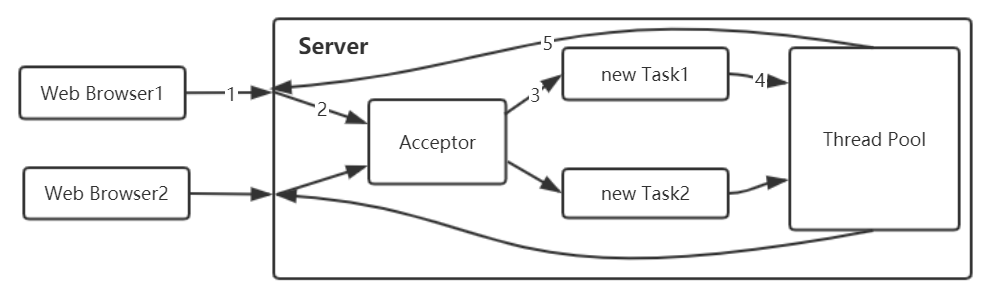 Server
5
Web Browser1
1
2
Acceptor
3
new Task1
4
Thread Pool
Web Browser2
new Task2